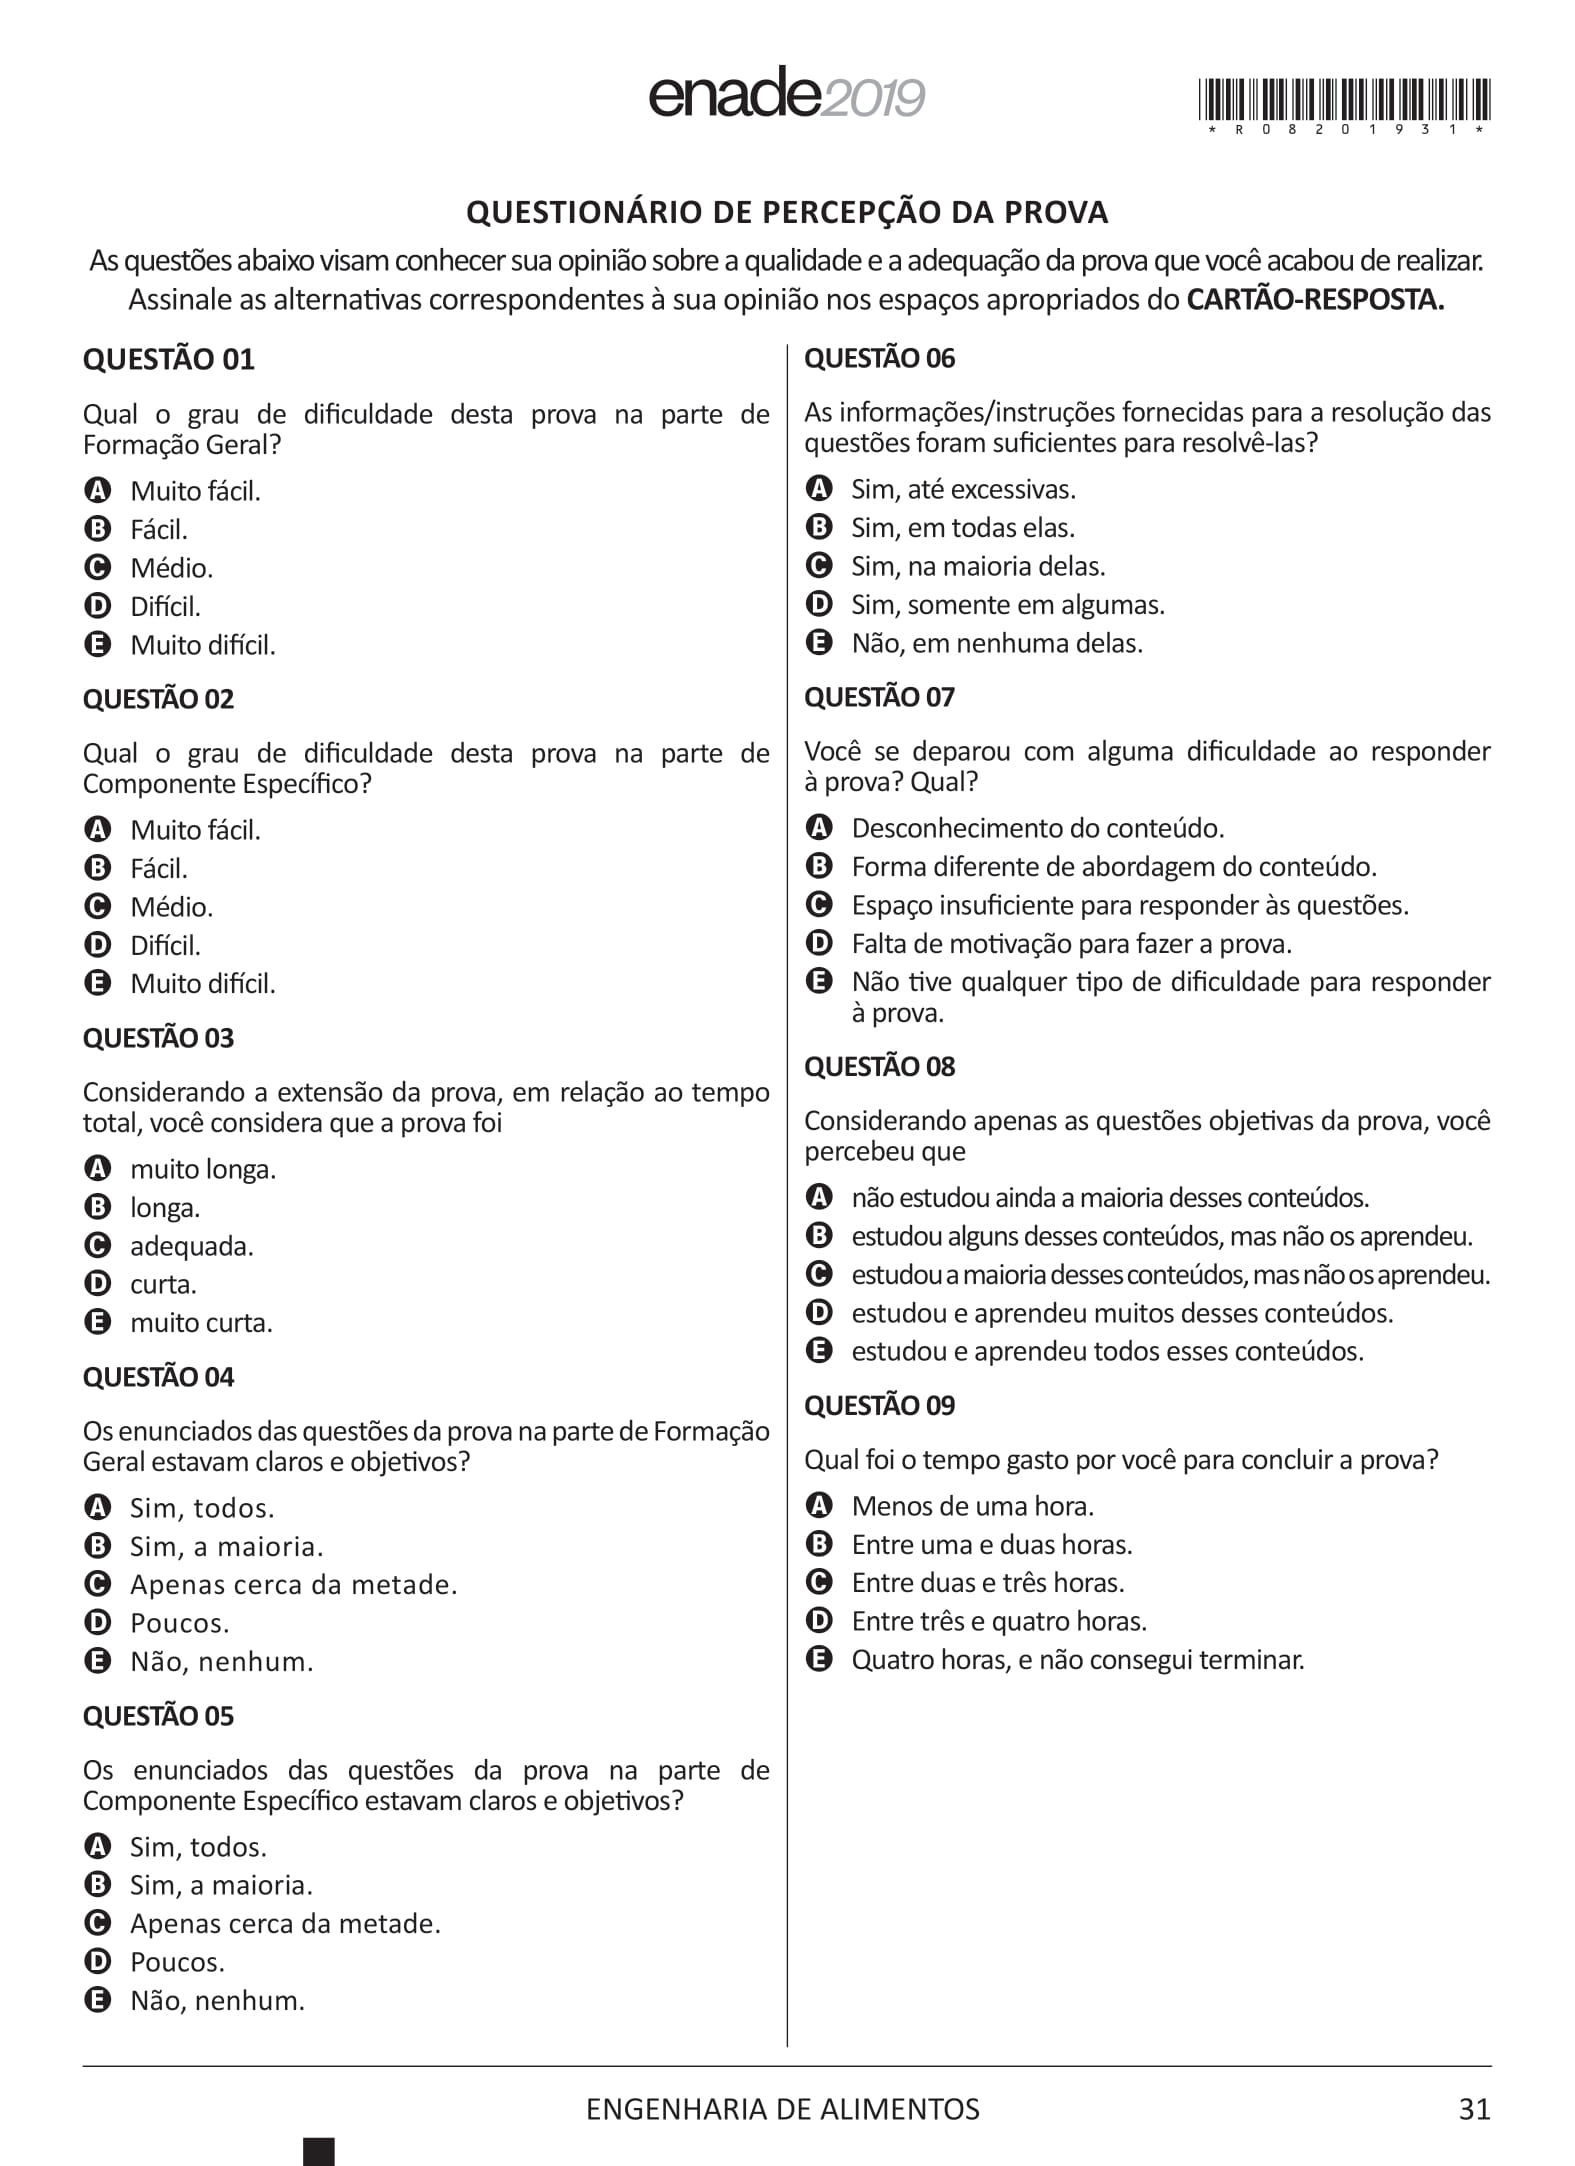 enade2019
*R08201931*
QUESTIONÁRIO DE PERCEPÇÃO DA PROVA
As questões abaixo visam conhecer sua opinião sobre a qualidade e a adequação da prova que você acabou de realizar.
Assinale as alternativas correspondentes à sua opinião nos espaços apropriados do CARTÃO-RESPOSTA.
QUESTÃO 01
Qual o grau de dificuldade desta prova na parte de
Formação Geral?
A Muito fácil.
B Fácil.
C Médio.
D Difícil.
E Muito difícil.
QUESTÃO 02
Qual o grau de dificuldade desta prova na parte de
Componente Específico?
A Muito fácil.
B Fácil.
C Médio.
D Difícil.
E Muito difícil.
QUESTÃO 03
Considerando a extensão da prova, em relação ao tempo
total, você considera que a prova foi
A muito longa.
B longa.
C adequada.
D curta.
E muito curta.
QUESTÃO 04
Os enunciados das questões da prova na parte de Formação
Geral estavam claros e objetivos?
A Sim, todos.
B Sim, a maioria.
C Apenas cerca da metade.
D Poucos.
E Não, nenhum.
QUESTÃO 05
Os enunciados das questões da prova na parte de
Componente Específico estavam claros e objetivos?
A Sim, todos.
B Sim, a maioria.
C Apenas cerca da metade.
D Poucos.
E Não, nenhum.
QUESTÃO 06
As informações/instruções fornecidas para a resolução das
questões foram suficientes para resolvê-las?
A Sim, até excessivas.
B Sim, em todas elas.
C Sim, na maioria delas.
D Sim, somente em algumas.
E Não, em nenhuma delas.
QUESTÃO 07
Você se deparou com alguma dificuldade ao responder
à prova? Qual?
A Desconhecimento do conteúdo.
B Forma diferente de abordagem do conteúdo.
C Espaço insuficiente para responder às questões.
D Falta de motivação para fazer a prova.
E Não tive qualquer tipo de dificuldade para responder
à prova.
QUESTÃO 08
Considerando apenas as questões objetivas da prova, você
percebeu que
A não estudou ainda a maioria desses conteúdos.
B estudou alguns desses conteúdos, mas não os aprendeu.
C estudou a maioria desses conteúdos, mas não os aprendeu.
D estudou e aprendeu muitos desses conteúdos.
E estudou e aprendeu todos esses conteúdos.
QUESTÃO 09
Qual foi o tempo gasto por você para concluir a prova?
A Menos de uma hora.
B Entre uma e duas horas.
C Entre duas e três horas.
D Entre três e quatro horas.
E Quatro horas, e não consegui terminar.
ENGENHARIA DE ALIMENTOS
31